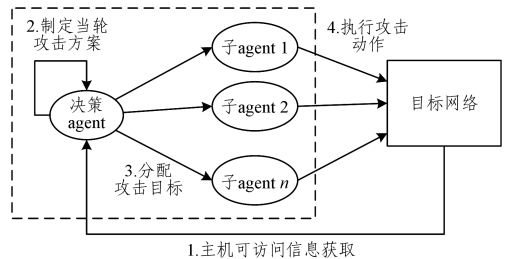 2.制定当轮
攻击方案
子agent 1
4.执行攻击
动作
决策
agent
子agent 2
目标网络
3.分配
攻击目标
子agent n
1.主机可访问信息获取